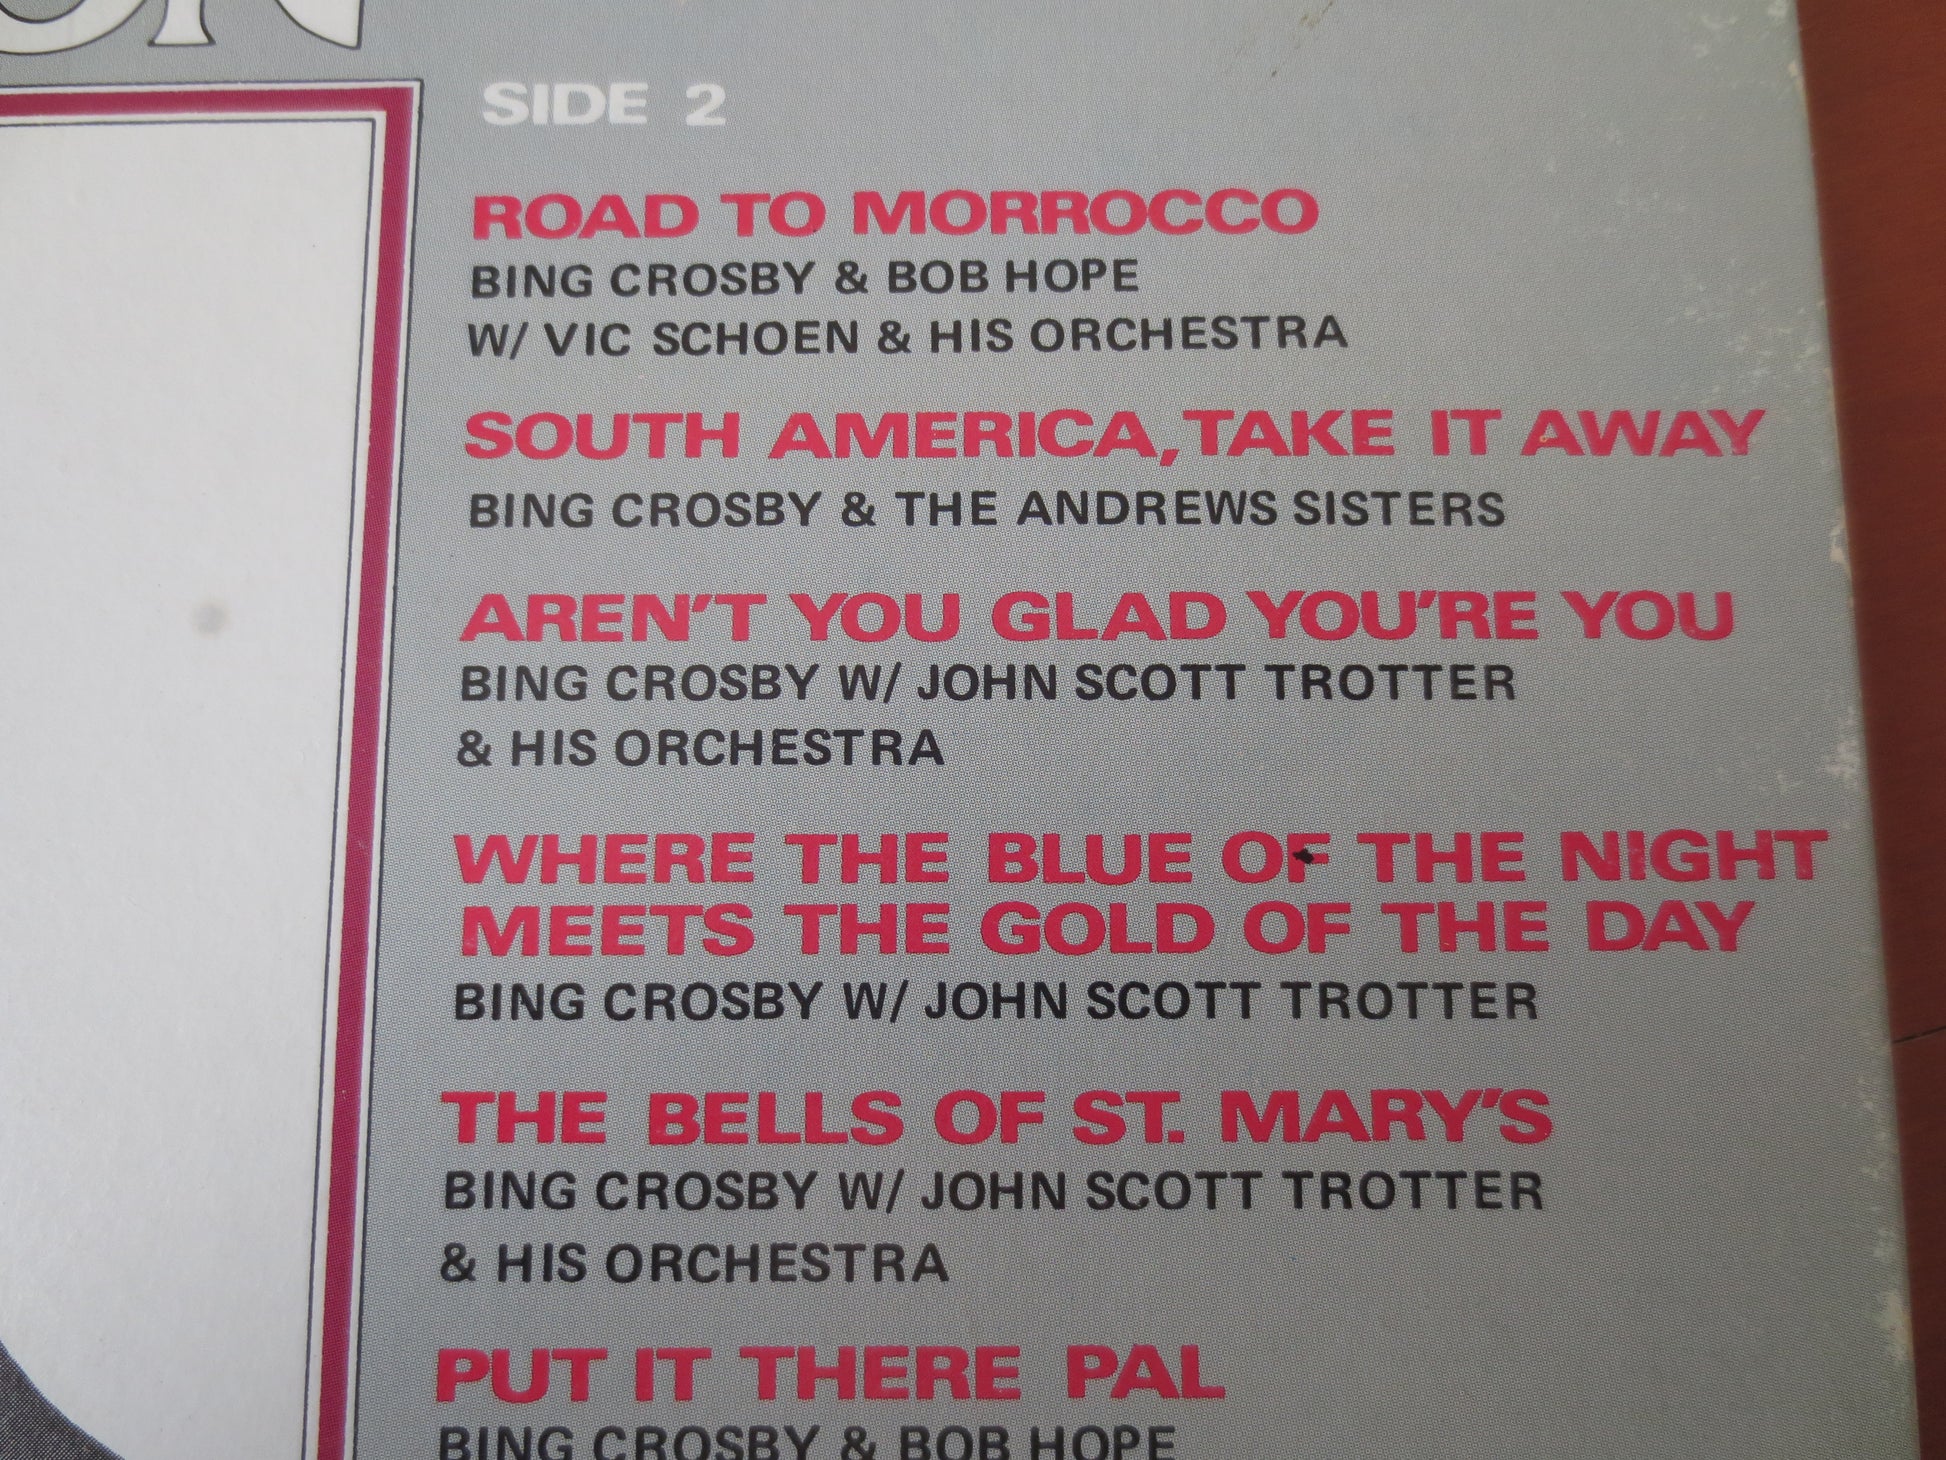 SIDE 2
ROAD TO MORROCCO
BING CROSBY & BOB HOPE
W/ VIC SCHOEN & HIS ORCHESTRA
SOUTH AMERICA, TAKE IT AWAY
BING CROSBY & THE ANDREWS SISTERS
AREN'T YOU GLAD YOU'RE YOU
BING CROSBY W/ JOHN SCOTT TROTTER
& HIS ORCHESTRA
WHERE THE BLUE OF THE NIGHT
MEETS THE GOLD OF THE DAY
BING CROSBY W/ JOHN SCOTT TROTTER
THE BELLS OF ST. MARY'S
BING CROSBY W/ JOHN SCOTT TROTTER
& HIS ORCHESTRA
PUT IT THERE PAL
BING CROSBY & BOB HOPE